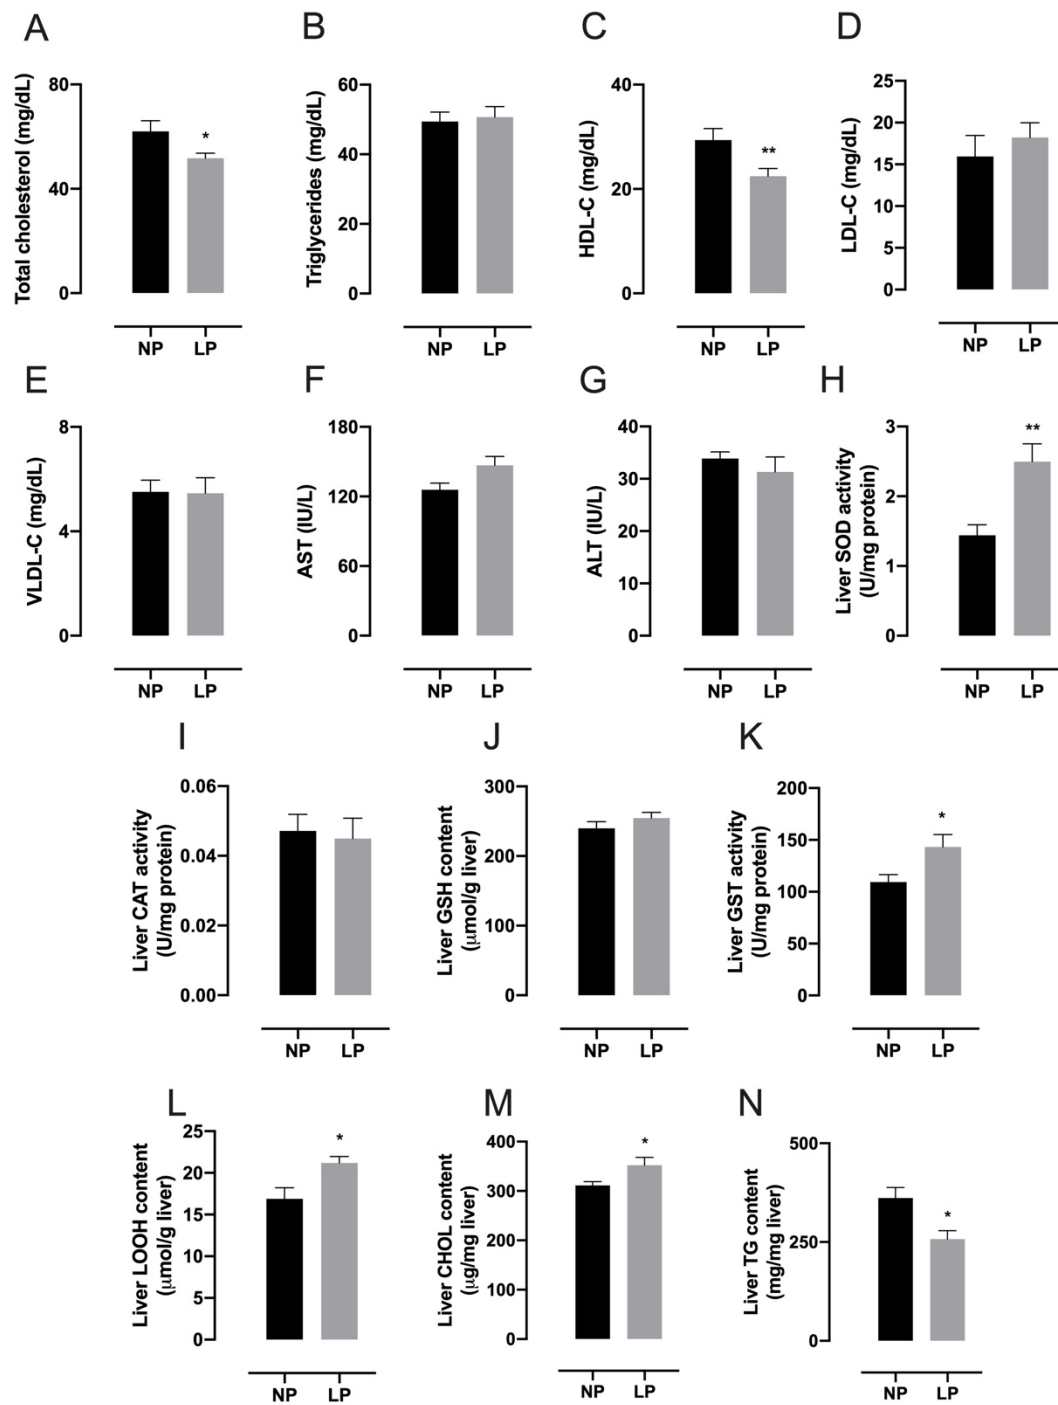 A
Total cholesterol (mg/dL)
80
40
0
*
NP LP
B
Triglycerides (mg/dL)
60
40
20
0
NP LP
C
HDL-C (mg/dL)
40
20
0
**
NP LP
D
LDL-C (mg/dL)
25
20
15
10
5
0
NP LP
E
VLDL-C (mg/dL)
8
4
0
NP LP
F
AST (IU/L)
180
120
60
0
NP LP
G
ALT (IU/L)
40
30
20
10
0
NP LP
H
Liver SOD activity
(U/mg protein)
3
2
1
0
**
NP LP
I
Liver CAT activity
(U/mg protein)
0.06
0.04
0.02
0.00
NP LP
J
Liver GSH content
(μmol/g liver)
300
200
100
0
NP LP
K
Liver GST activity
(U/mg protein)
200
150
100
50
0
*
NP LP
L
Liver LOOH content
(μmol/g liver)
25
20
15
10
5
0
*
NP LP
M
Liver CHOL content
(μg/mg liver)
400
300
200
100
0
*
NP LP
N
Liver TG content
(mg/mg liver)
500
250
0
*
NP LP